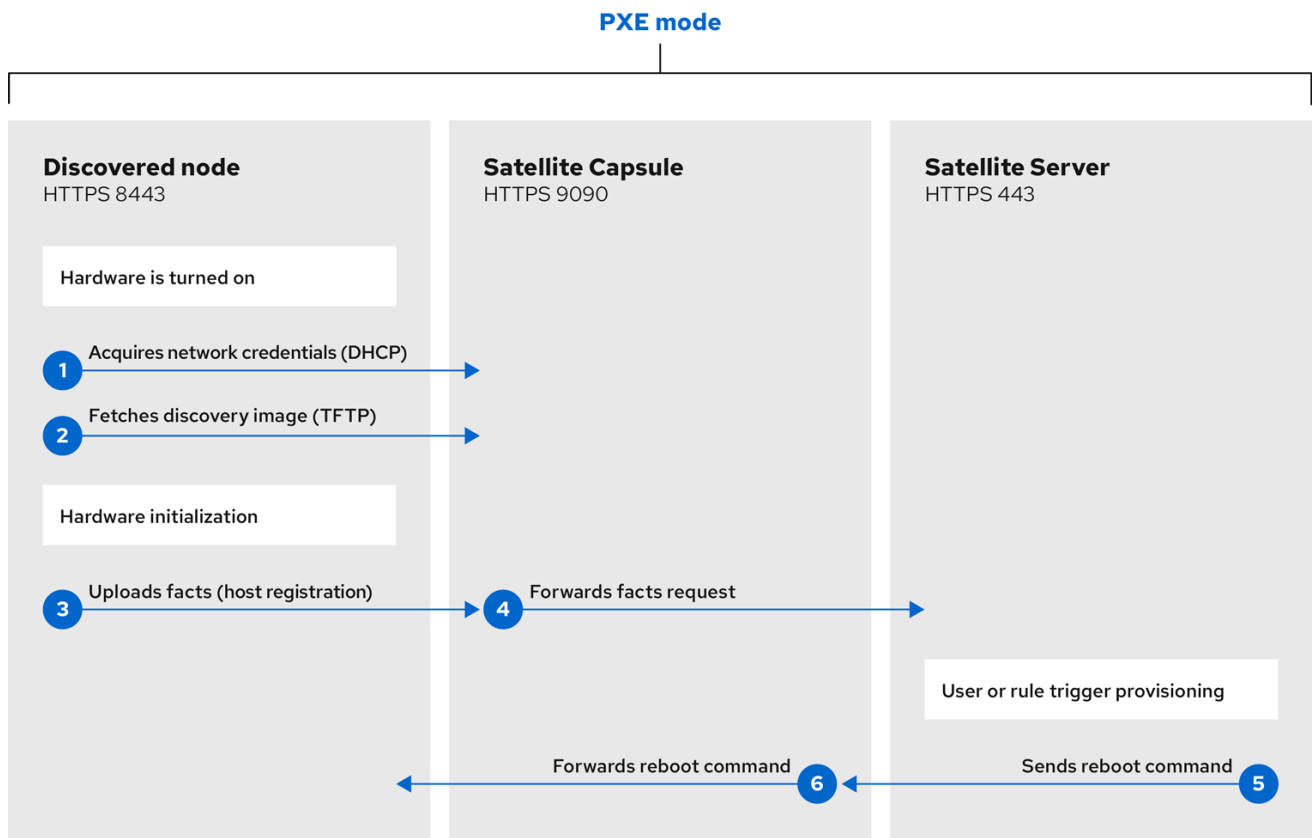 PXE mode
Discovered node
HTTPS 8443
Satellite Capsule
HTTPS 9090
Satellite Server
HTTPS 443
Hardware is turned on
Acquires network credentials (DHCP)
1
Fetches discovery image (TFTP)
2
Hardware initialization
Uploads facts (host registration)
3
Forwards facts request
4
User or rule trigger provisioning
Sends reboot command
5
Forwards reboot command
6